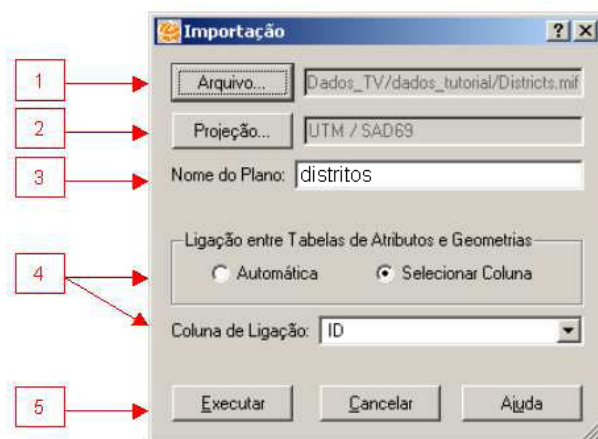 Importação
1 Arquivo... Dados_TV/dados_tutorial/Districts.mif
2 Projeção... UTM / SAD69
3 Nome do Plano: distritos
Ligação entre Tabelas de Atributos e Geometrias
4 Automática Selecionar Coluna
Coluna de Ligação: ID
5 Executar Cancelar Ajuda